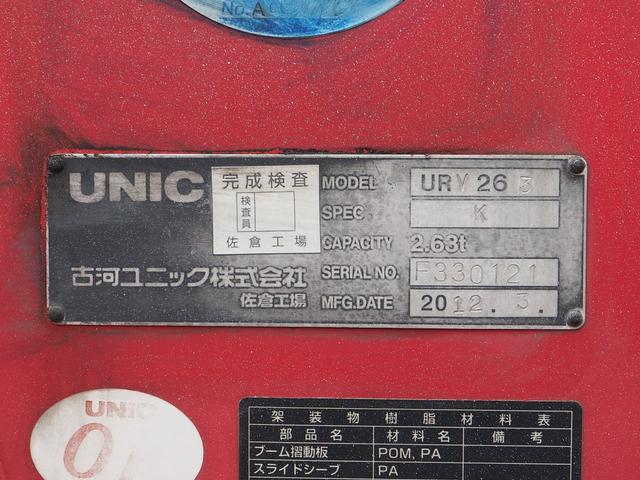 No.A
UNIC
完成検査
検査員
佐倉工場
古河ユニック株式会社
佐倉工場
MODEL URV263
SPEC K
CAPACITY 2.63t
SERIAL NO. F330121
MFG.DATE 2012.3.
UNIC
架装物樹脂材料表
部品名 材料名 備考
ブーム摺動板 POM, PA
スライドシーブ PA